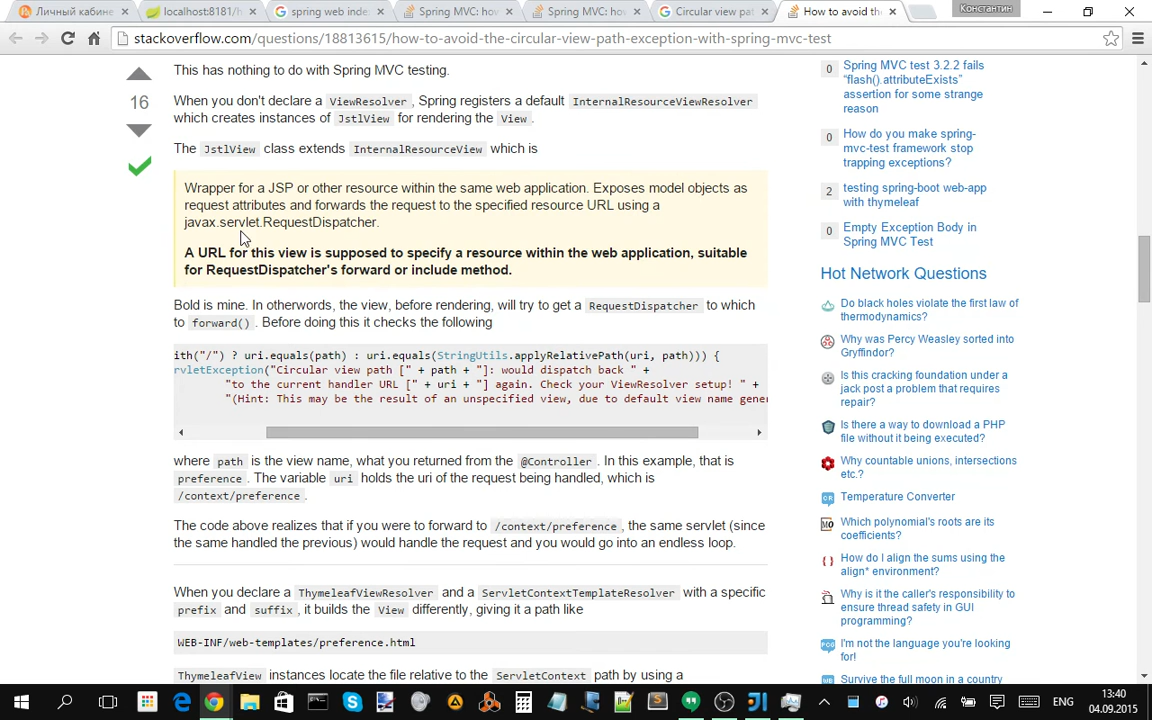 Личный кабине
localhost:8181/h
spring web inde
Spring MVC: how
Spring MVC: how
Circular view pat
How to avoid the
Константин
stackoverflow.com/questions/18813615/how-to-avoid-the-circular-view-path-exception-with-spring-mvc-test
This has nothing to do with Spring MVC testing.
16
When you don't declare a ViewResolver, Spring registers a default InternalResourceViewResolver
which creates instances of JstlView for rendering the View.
The JstlView class extends InternalResourceView which is
Wrapper for a JSP or other resource within the same web application. Exposes model objects as
request attributes and forwards the request to the specified resource URL using a
javax.servlet.RequestDispatcher.
A URL for this view is supposed to specify a resource within the web application, suitable
for RequestDispatcher's forward or include method.
Bold is mine. In otherwords, the view, before rendering, will try to get a RequestDispatcher to which
to forward(). Before doing this it checks the following
ith("/") ? uri.equals(path) : uri.equals(StringUtils.applyRelativePath(uri, path))) {
rvletException("Circular view path [" + path + "]: would dispatch back " +
"to the current handler URL [" + uri + "] again. Check your ViewResolver setup! " +
"(Hint: This may be the result of an unspecified view, due to default view name gener
where path is the view name, what you returned from the @Controller. In this example, that is
preference. The variable uri holds the uri of the request being handled, which is
/context/preference.
The code above realizes that if you were to forward to /context/preference, the same servlet (since
the same handled the previous) would handle the request and you would go into an endless loop.
When you declare a ThymeleafViewResolver and a ServletContextTemplateResolver with a specific
prefix and suffix, it builds the View differently, giving it a path like
WEB-INF/web-templates/preference.html
ThymeleafView instances locate the file relative to the ServletContext path by using a
0
Spring MVC test 3.2.2 fails
"flash().attributeExists"
assertion for some strange
reason
0
How do you make spring-
mvc-test framework stop
trapping exceptions?
2
testing spring-boot web-app
with thymeleaf
0
Empty Exception Body in
Spring MVC Test
Hot Network Questions
Do black holes violate the first law of
thermodynamics?
Why was Percy Weasley sorted into
Gryffindor?
Is this cracking foundation under a
jack post a problem that requires
repair?
Is there a way to download a PHP
file without it being executed?
Why countable unions, intersections
etc.?
Temperature Converter
Which polynomial's roots are its
coefficients?
How do I align the sums using the
align* environment?
Why is it the caller's responsibility to
ensure thread safety in GUI
programming?
I'm not the language you're looking
for!
Survive the full moon in a country
ENG
13:40
04.09.2015